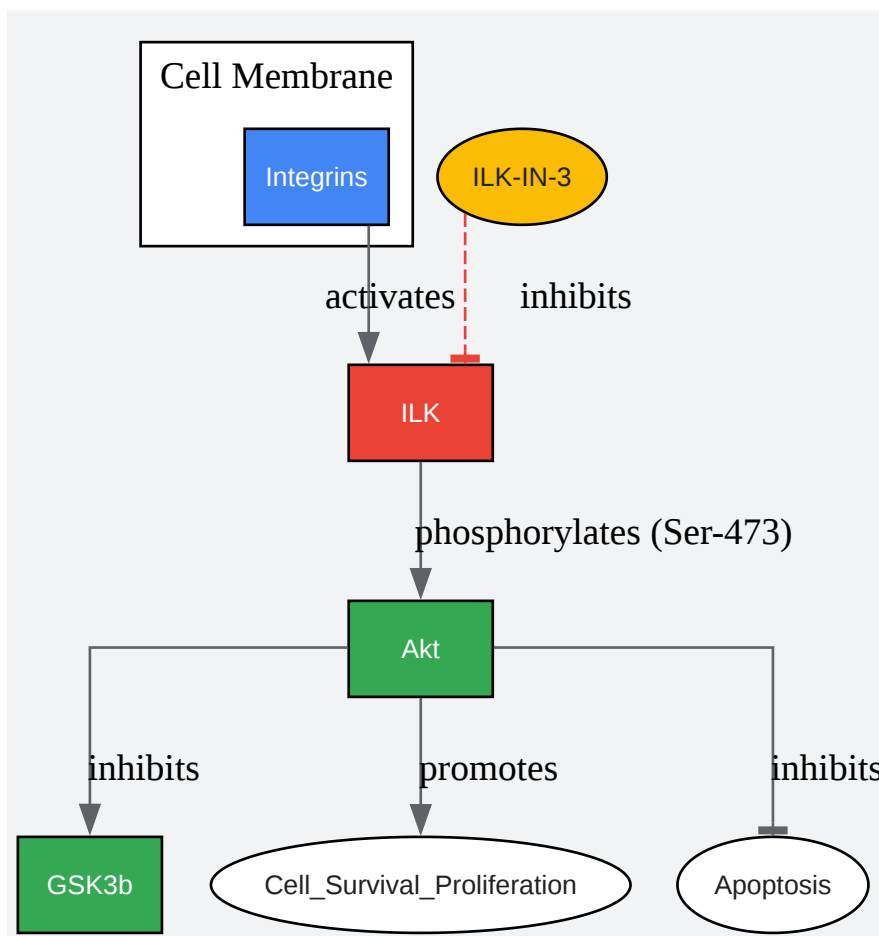 Cell Membrane
Integrins
ILK-IN-3
activates
inhibits
ILK
phosphorylates (Ser-473)
Akt
inhibits
promotes
inhibits
GSK3b
Cell_Survival_Proliferation
Apoptosis